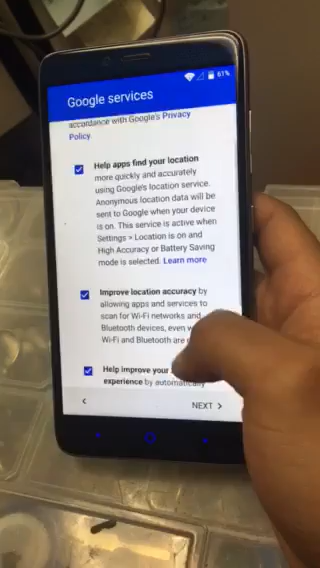 61%
Google services
accordance with Google's Privacy
Policy.
Help apps find your location
more quickly and accurately
using Google's location service.
Anonymous location data will be
sent to Google when your device
is on. This service is active when
Settings > Location is on and
High Accuracy or Battery Saving
mode is selected. Learn more
Improve location accuracy by
allowing apps and services to
scan for Wi-Fi networks and
Bluetooth devices, even
Wi-Fi and Bluetooth are
Help improve your
experience by automatically
NEXT